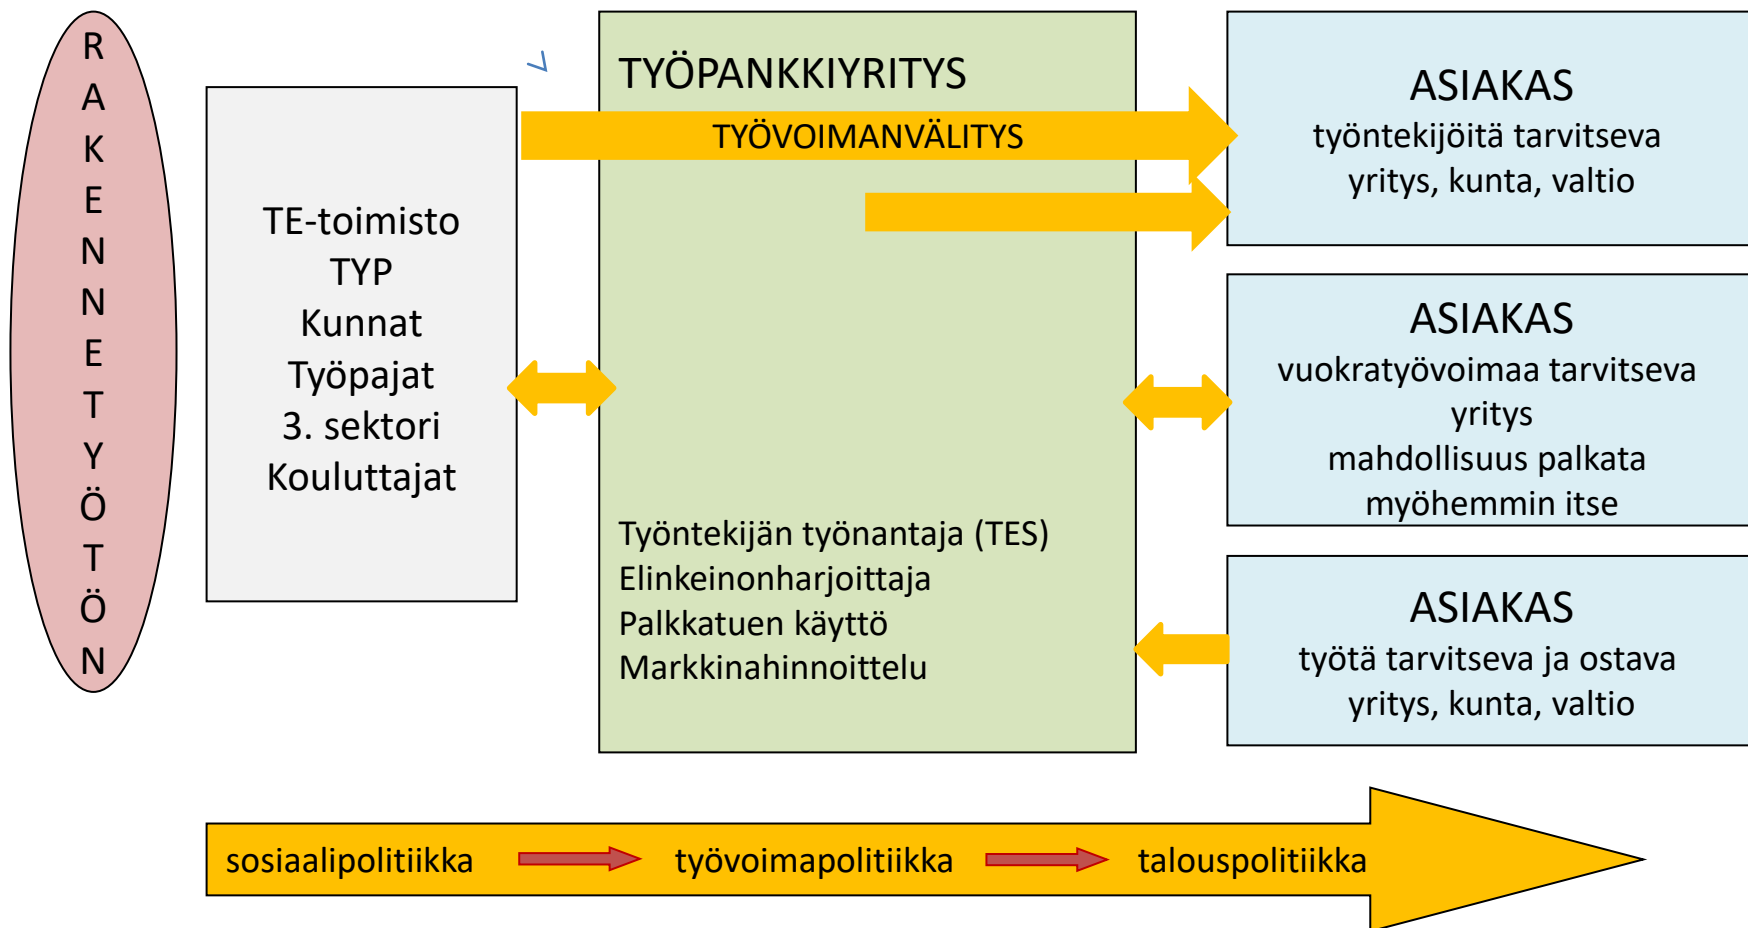 R
A
K
E
N
N
E
T
Y
Ö
T
Ö
N
TE-toimisto
TYP
Kunnat
Työpajat
3. sektori
Kouluttajat
TYÖPANKKIYRITYS
TYÖVOIMANVÄLITYS
Työntekijän työnantaja (TES)
Elinkeinonharjoittaja
Palkkatuen käyttö
Markkinahinnoittelu
ASIAKAS
työntekijöitä tarvitseva
yritys, kunta, valtio
ASIAKAS
vuokratyövoimaa tarvitseva
yritys
mahdollisuus palkata
myöhemmin itse
ASIAKAS
työtä tarvitseva ja ostava
yritys, kunta, valtio
sosiaalipolitiikka työvoimapolitiikka talouspolitiikka